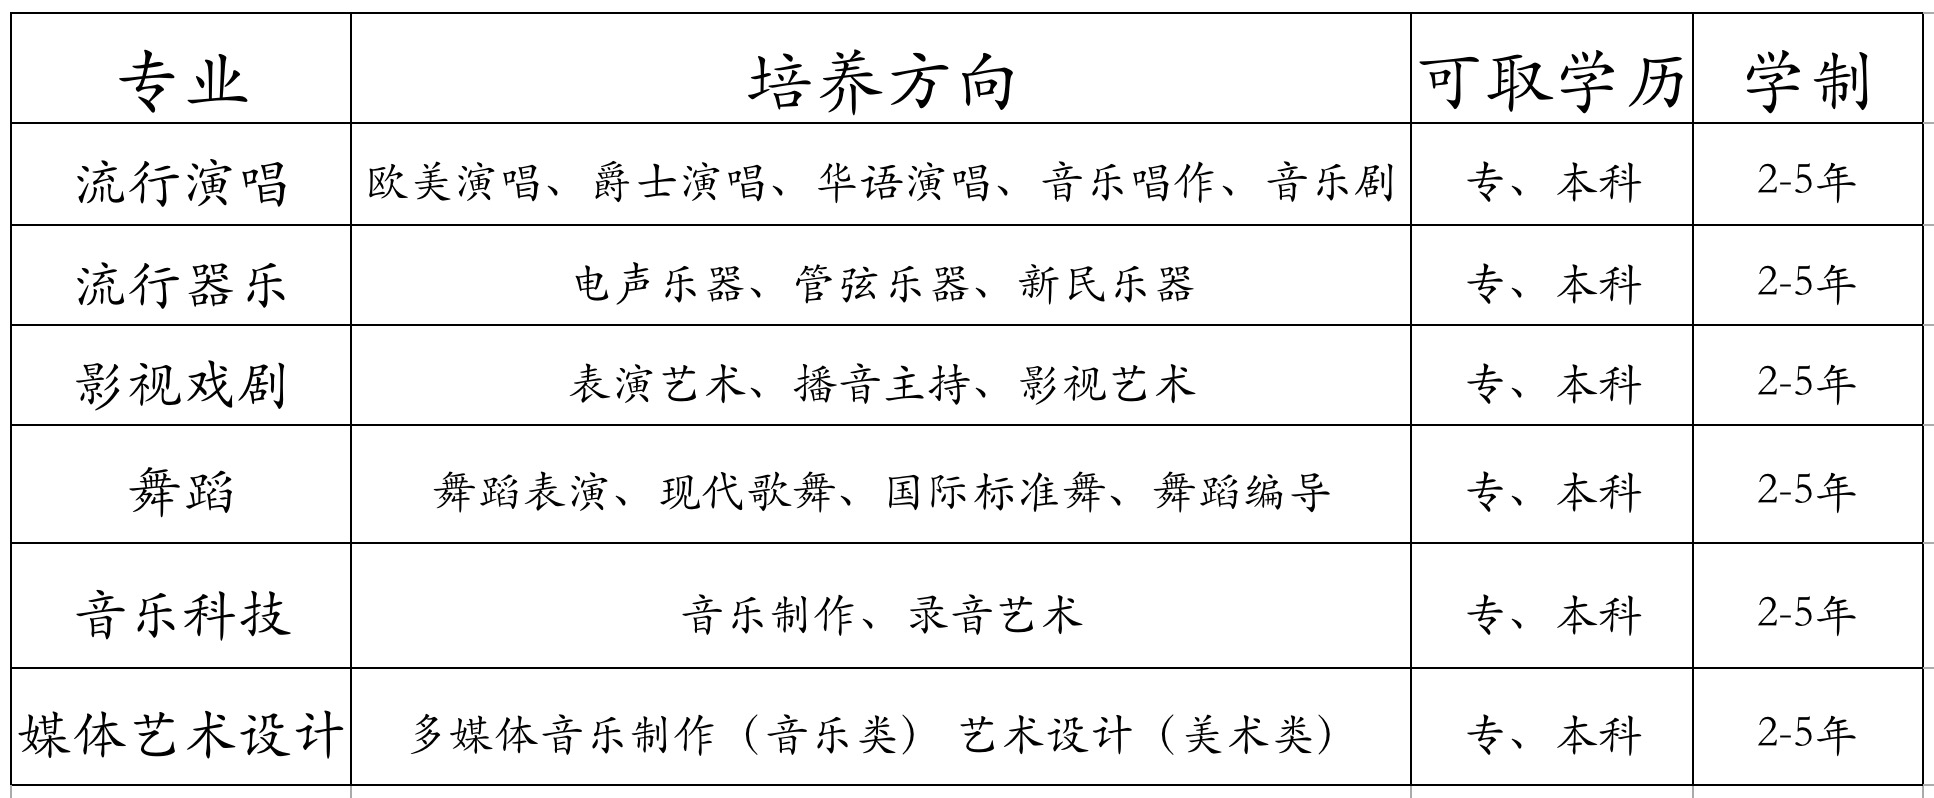 专业 培养方向 可取学历 学制
流行演唱 欧美演唱、爵士演唱、华语演唱、音乐唱作、音乐剧 专、本科 2-5年
流行器乐 电声乐器、管弦乐器、新民乐器 专、本科 2-5年
影视戏剧 表演艺术、播音主持、影视艺术 专、本科 2-5年
舞蹈 舞蹈表演、现代歌舞、国际标准舞、舞蹈编导 专、本科 2-5年
音乐科技 音乐制作、录音艺术 专、本科 2-5年
媒体艺术设计 多媒体音乐制作（音乐类） 艺术设计（美术类） 专、本科 2-5年